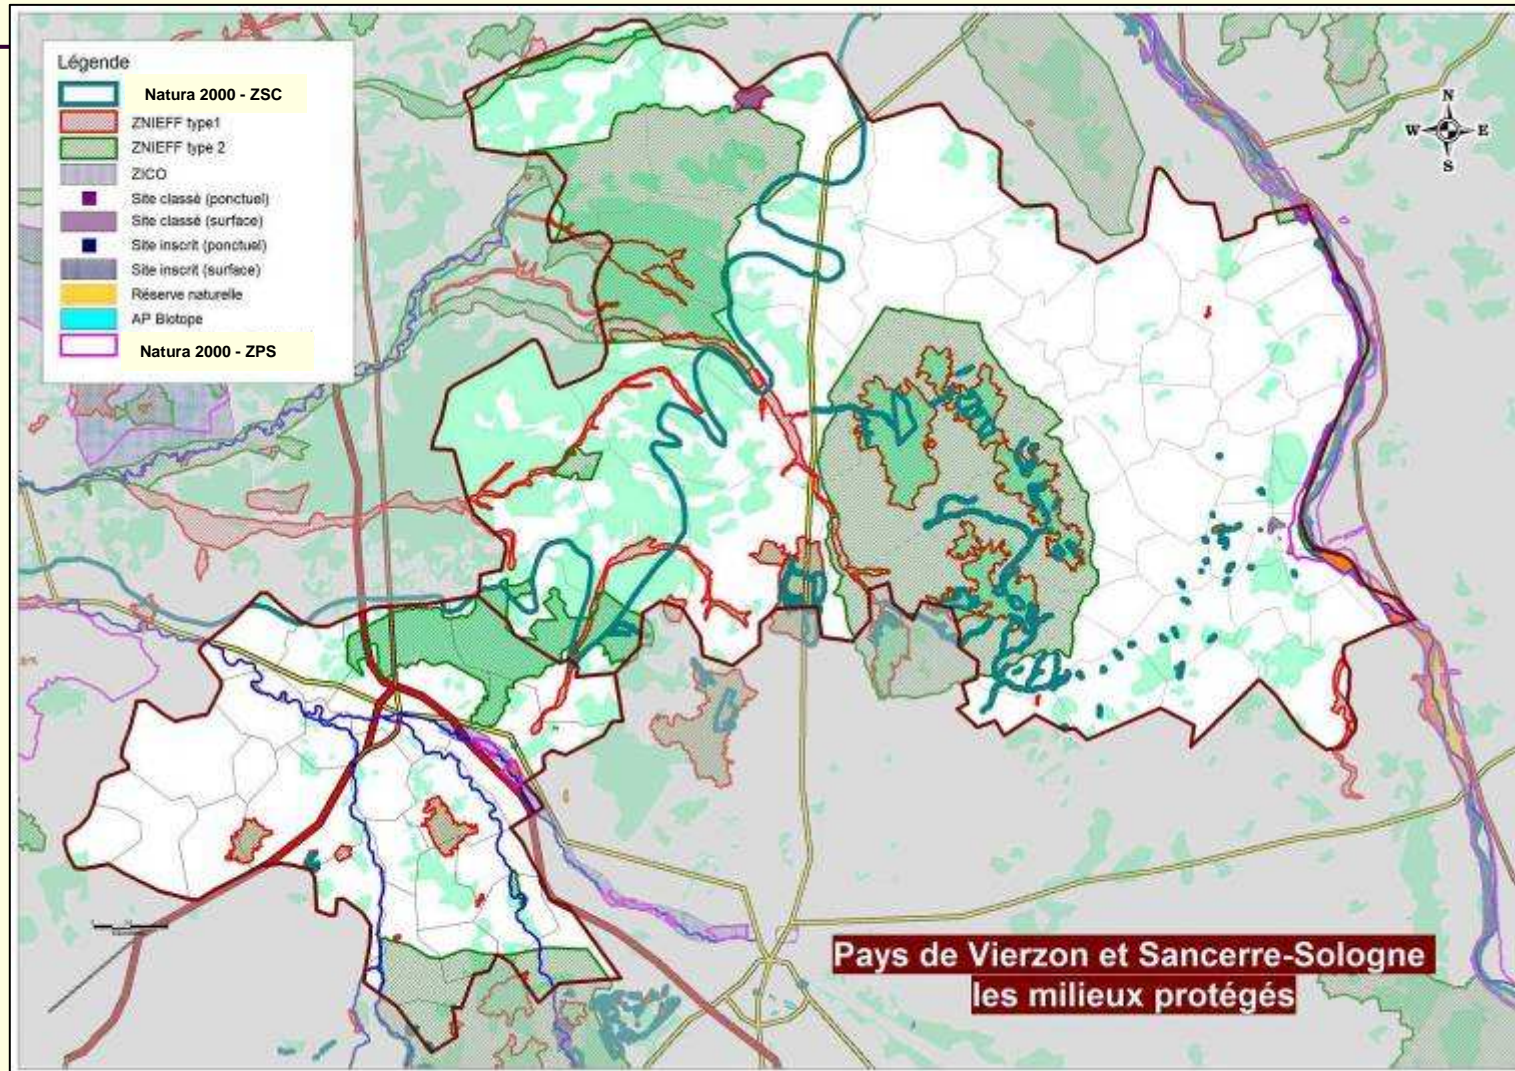 Légende
Natura 2000 - ZSC
ZNIEFF type1
ZNIEFF type 2
ZICO
Site classé (ponctuel)
Site classé (surface)
Site inscrit (ponctuel)
Site inscrit (surface)
Réserve naturelle
AP Biotope
Natura 2000 - ZPS
N
W E
S
Pays de Vierzon et Sancerre-Sologne
les milieux protégés